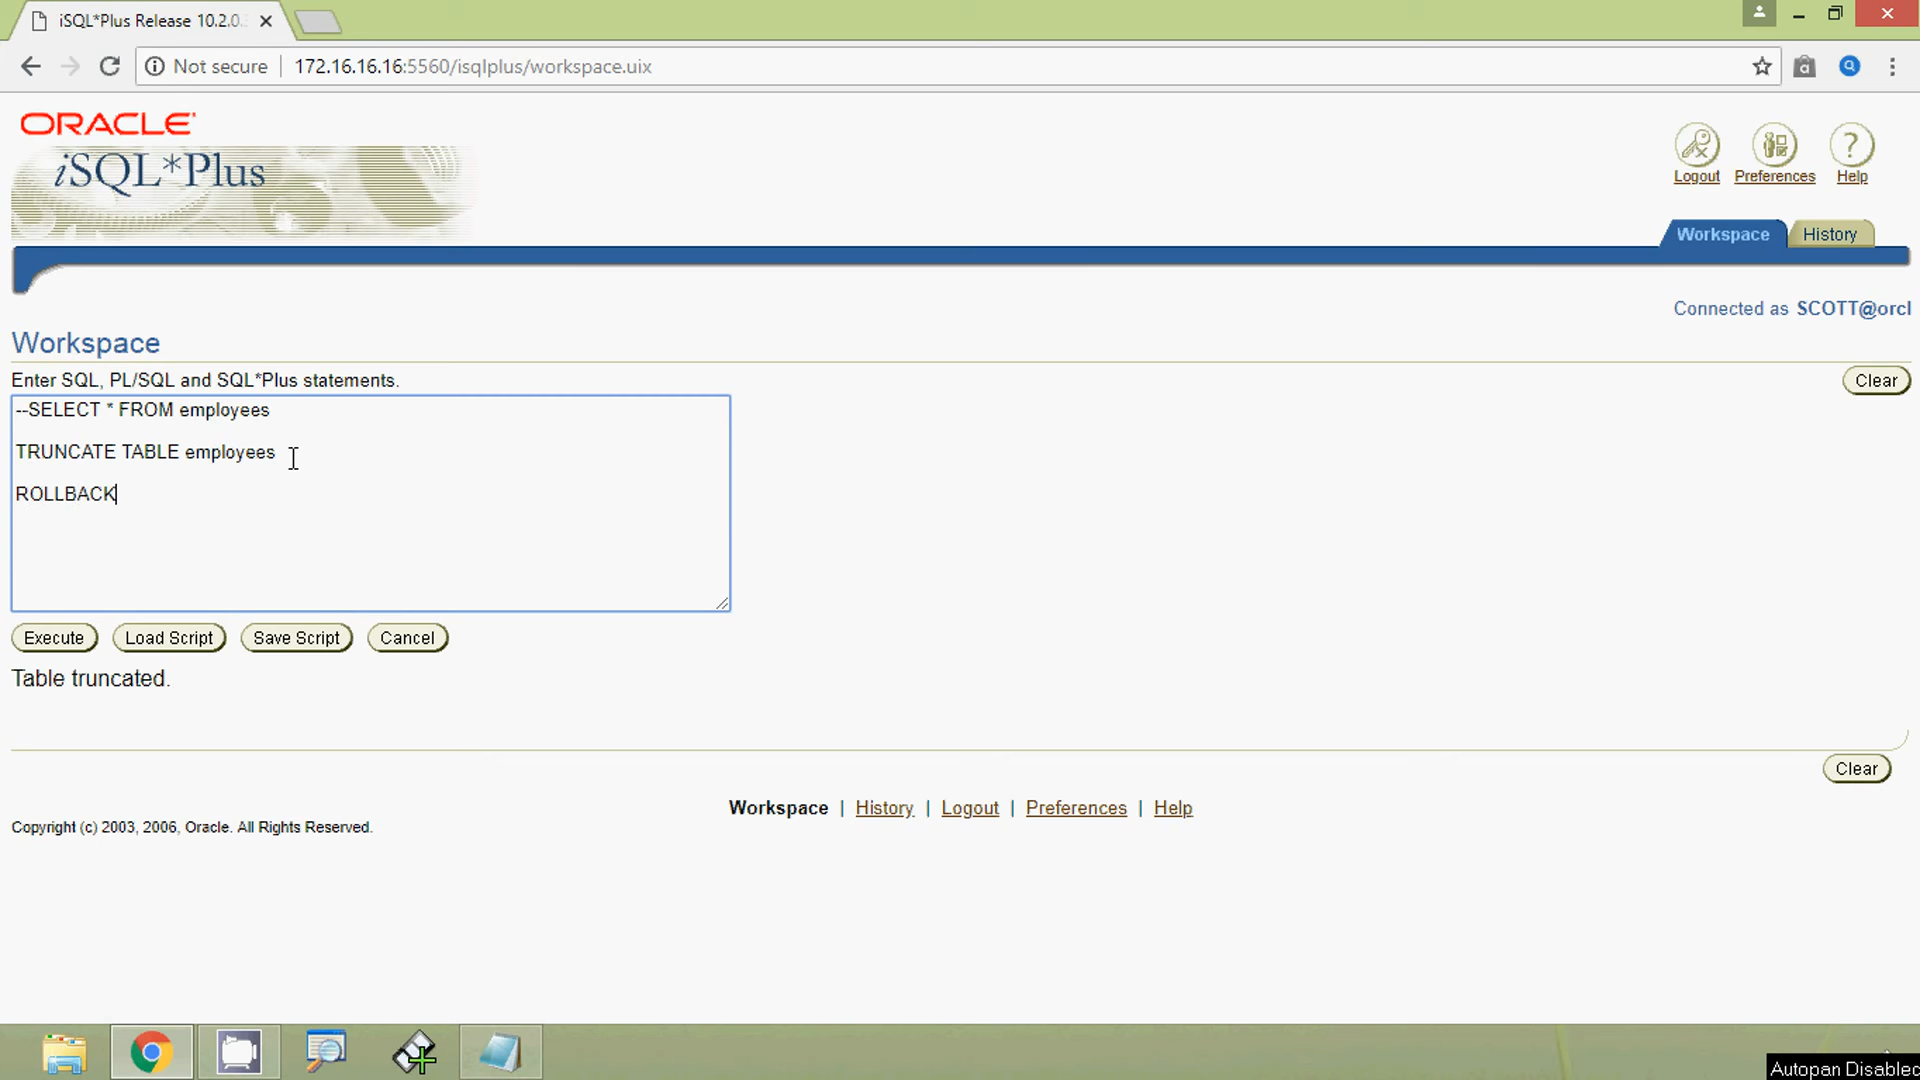 iSQL*Plus Release 10.2.0.
Not secure
172.16.16.16:5560/isqlplus/workspace.uix
ORACLE
iSQL*Plus
Logout
Preferences
Help
Workspace
History
Connected as SCOTT@orcl
Workspace
Enter SQL, PL/SQL and SQL*Plus statements.
Clear
--SELECT * FROM employees
TRUNCATE TABLE employees
ROLLBACK
Execute
Load Script
Save Script
Cancel
Table truncated.
Clear
Workspace | History | Logout | Preferences | Help
Copyright (c) 2003, 2006, Oracle. All Rights Reserved.
Autopan Disabled